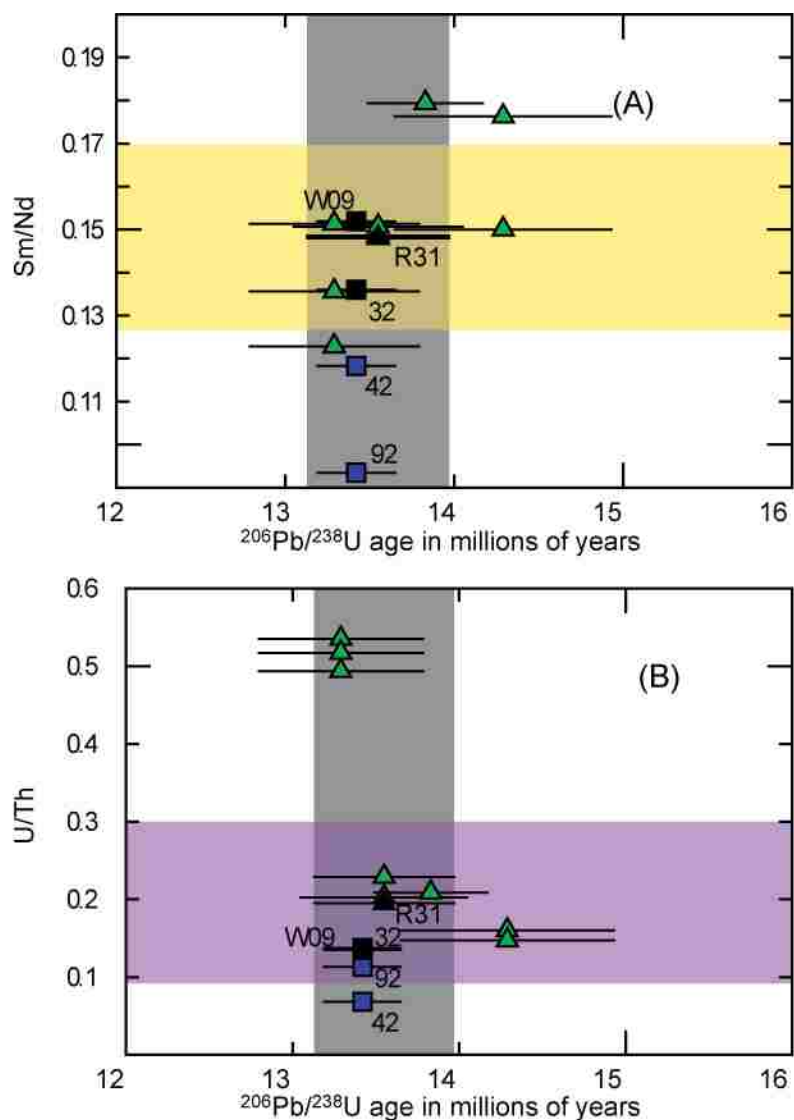 0.19
(A)
0.17
W09
0.15
Sm/Nd
R31
0.13
32
42
0.11
92
12 13 14 15 16
²⁰⁶Pb/²³⁸U age in millions of years
0.6
(B)
0.5
0.4
U/Th
0.3
0.2
R31
W09 32
0.1
92
42
12 13 14 15 16
²⁰⁶Pb/²³⁸U age in millions of years